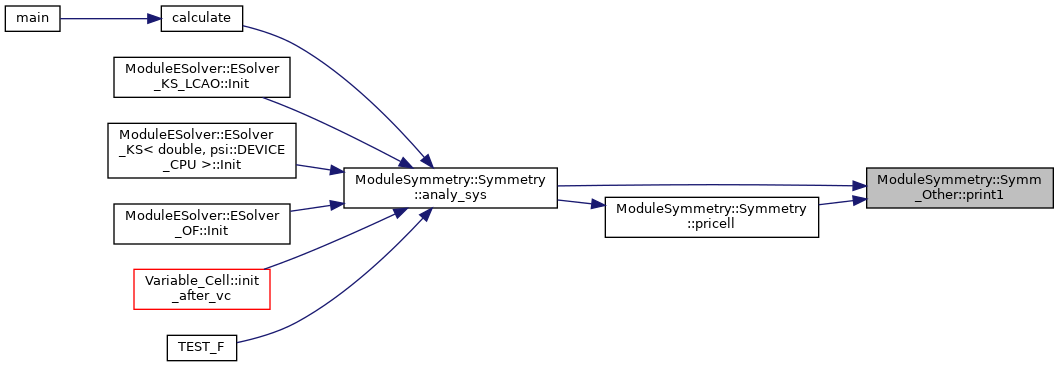 main
calculate
ModuleESolver::ESolver
_KS_LCAO::Init
ModuleESolver::ESolver
_KS< double, psi::DEVICE
_CPU >::Init
ModuleESolver::ESolver
_OF::Init
Variable_Cell::init
_after_vc
TEST_F
ModuleSymmetry::Symmetry
::analy_sys
ModuleSymmetry::Symmetry
::pricell
ModuleSymmetry::Symm
_Other::print1